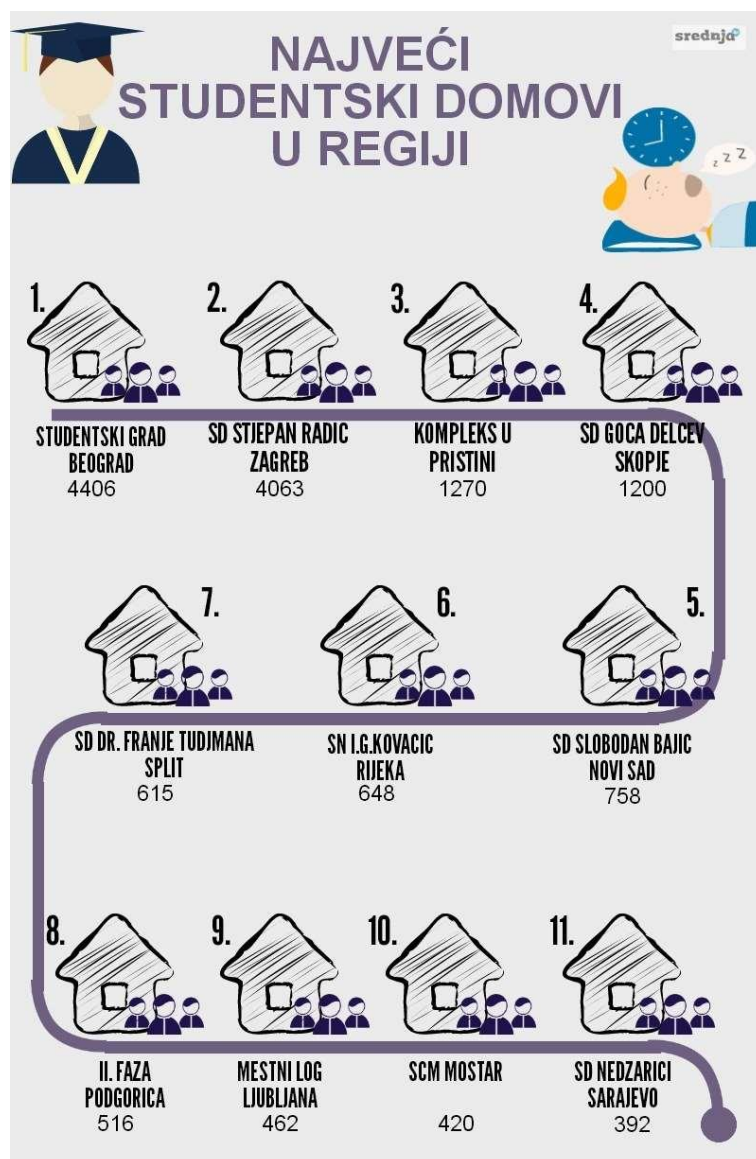 NAJVEĆI
STUDENTSKI DOMOVI
U REGIJI
srednja
z z z
1.
STUDENTSKI GRAD
BEOGRAD
4406
2.
SD STJEPAN RADIC
ZAGREB
4063
3.
KOMPLEKS U
PRISTINI
1270
4.
SD GOCA DELCEV
SKOPJE
1200
5.
SD SLOBODAN BAJIC
NOVI SAD
758
6.
SN I.G.KOVACIC
RIJEKA
648
7.
SD DR. FRANJE TUDJMANA
SPLIT
615
8.
II. FAZA
PODGORICA
516
9.
MESTNI LOG
LJUBLJANA
462
10.
SCM MOSTAR
420
11.
SD NEDZARICI
SARAJEVO
392